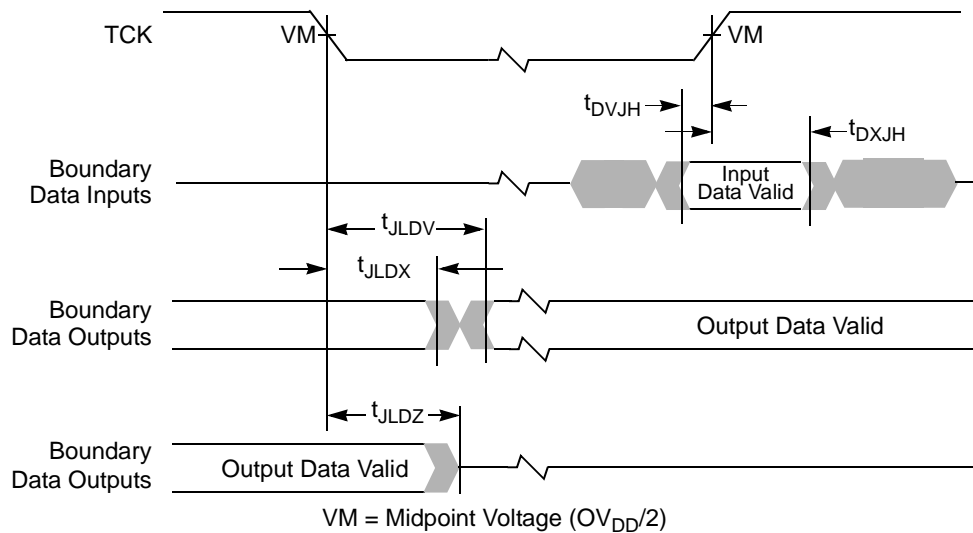 TCK
VM
VM
tDVJH
tDXJH
Boundary
Data Inputs
Input
Data Valid
tJLDV
tJLDX
Boundary
Data Outputs
Output Data Valid
tJLDZ
Boundary
Data Outputs
Output Data Valid
VM = Midpoint Voltage (OVDD/2)